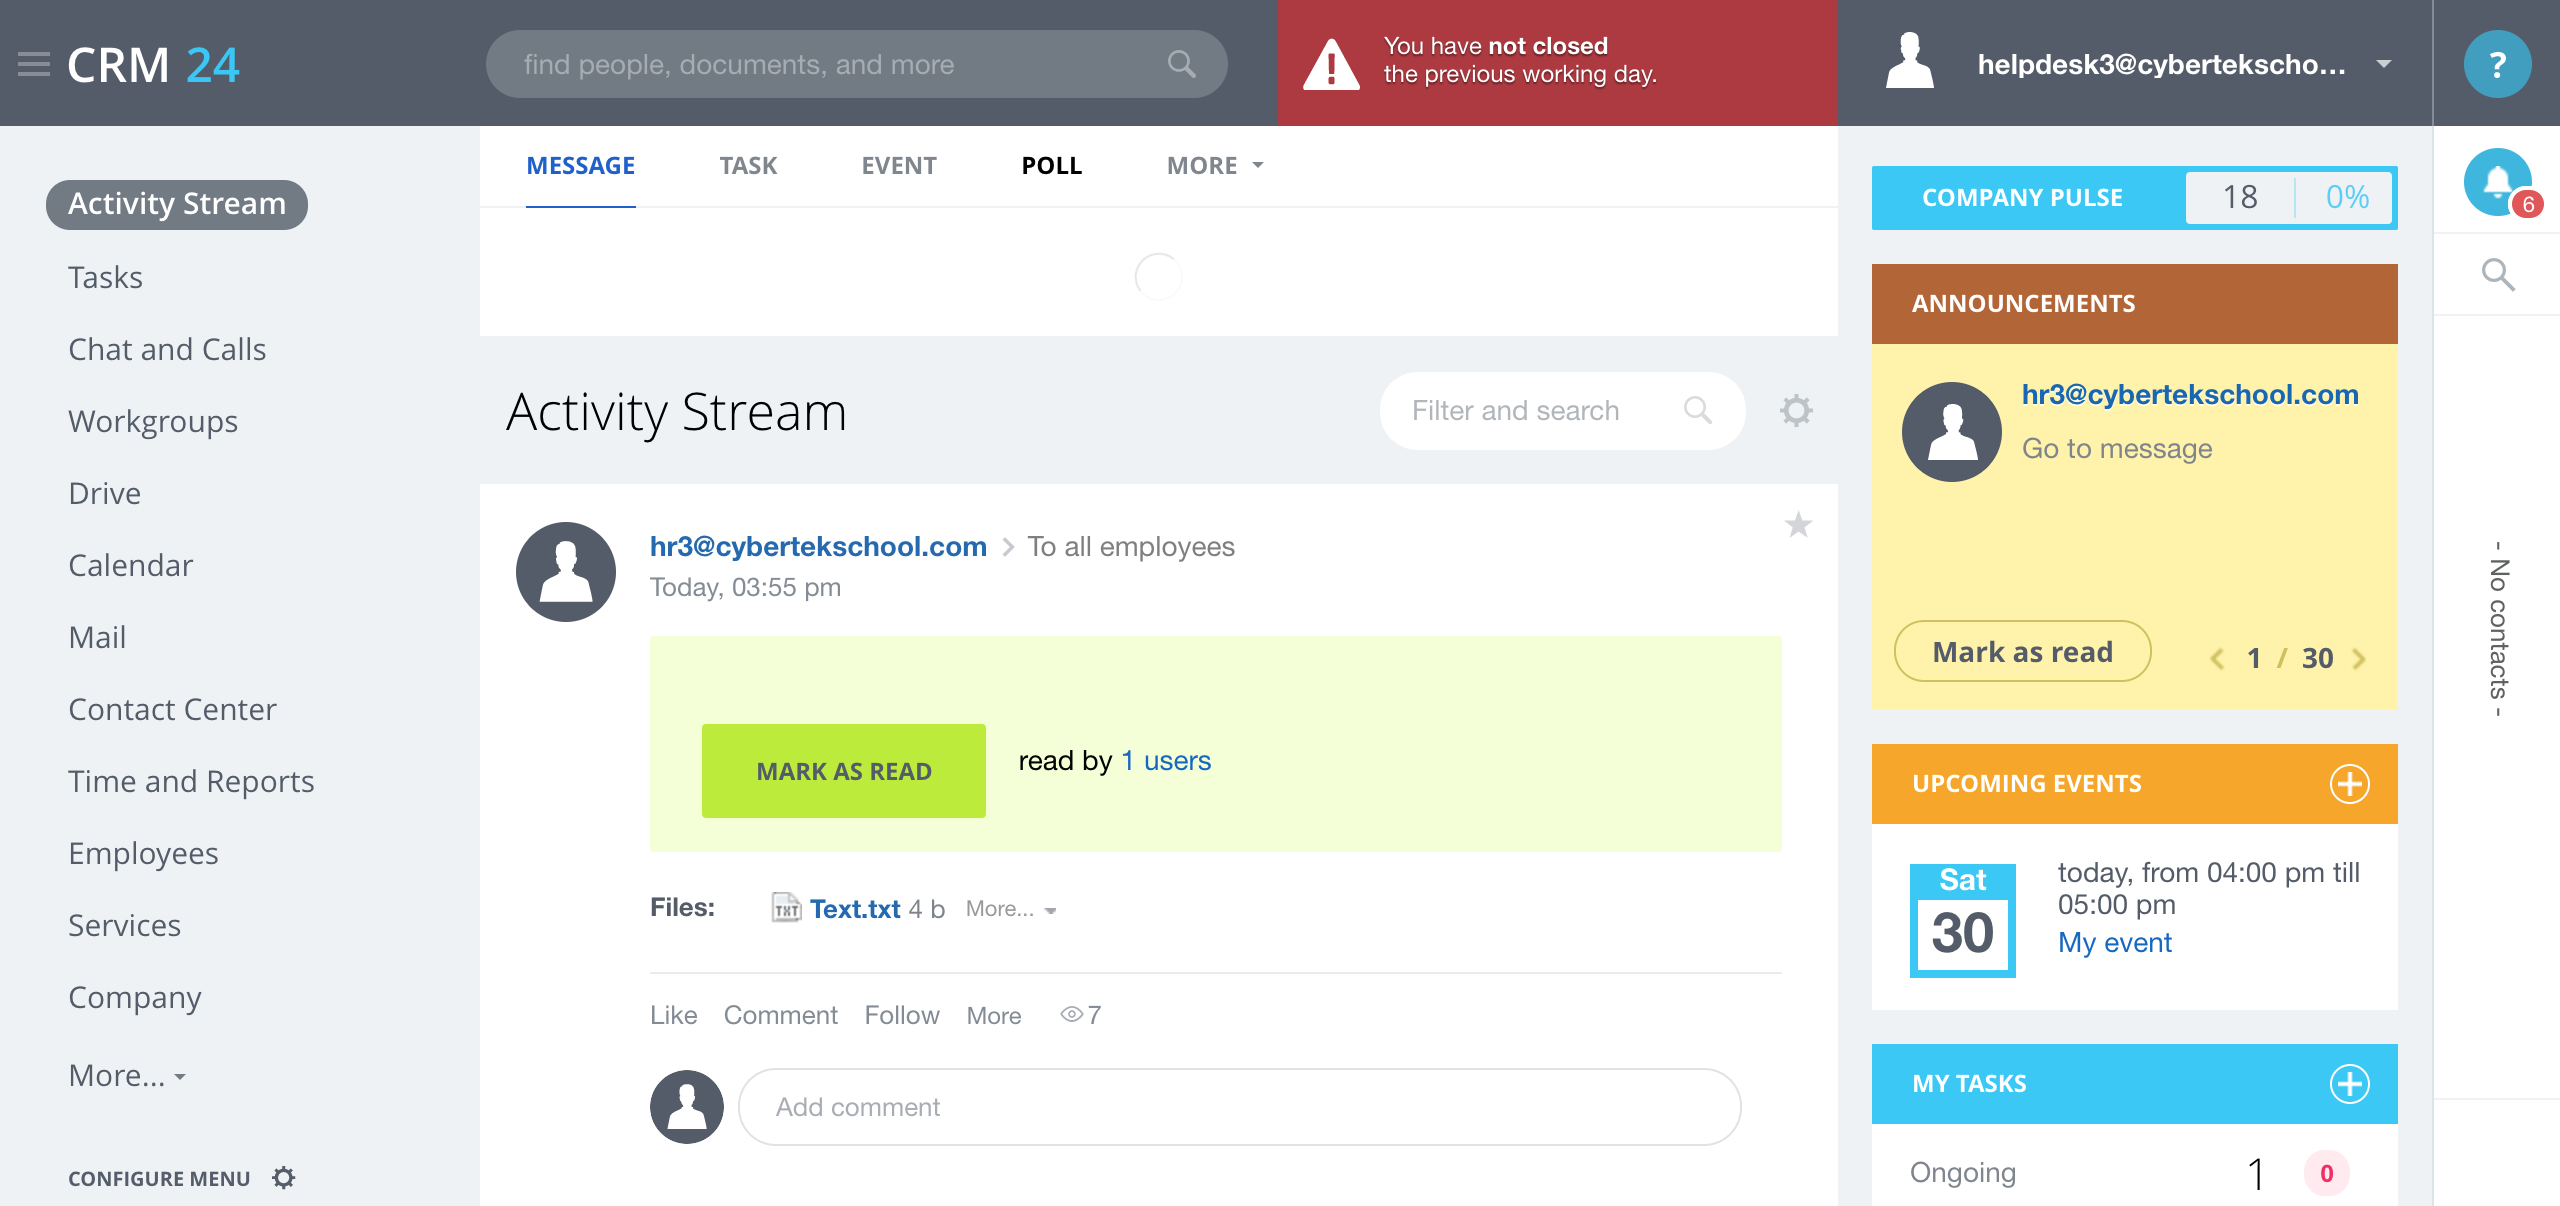 CRM 24
find people, documents, and more
You have not closed
the previous working day.
helpdesk3@cybertekscho...
?
Activity Stream
Tasks
Chat and Calls
Workgroups
Drive
Calendar
Mail
Contact Center
Time and Reports
Employees
Services
Company
More...
CONFIGURE MENU
MESSAGE TASK EVENT POLL MORE
Activity Stream
Filter and search
hr3@cybertekschool.com To all employees
Today, 03:55 pm
MARK AS READ read by 1 users
Files: TXT Text.txt 4 b More...
Like Comment Follow More 7
Add comment
COMPANY PULSE 18 0%
ANNOUNCEMENTS
hr3@cybertekschool.com
Go to message
Mark as read 1 / 30
UPCOMING EVENTS
Sat
30
today, from 04:00 pm till
05:00 pm
My event
MY TASKS
Ongoing 1 0
6
- No contacts -